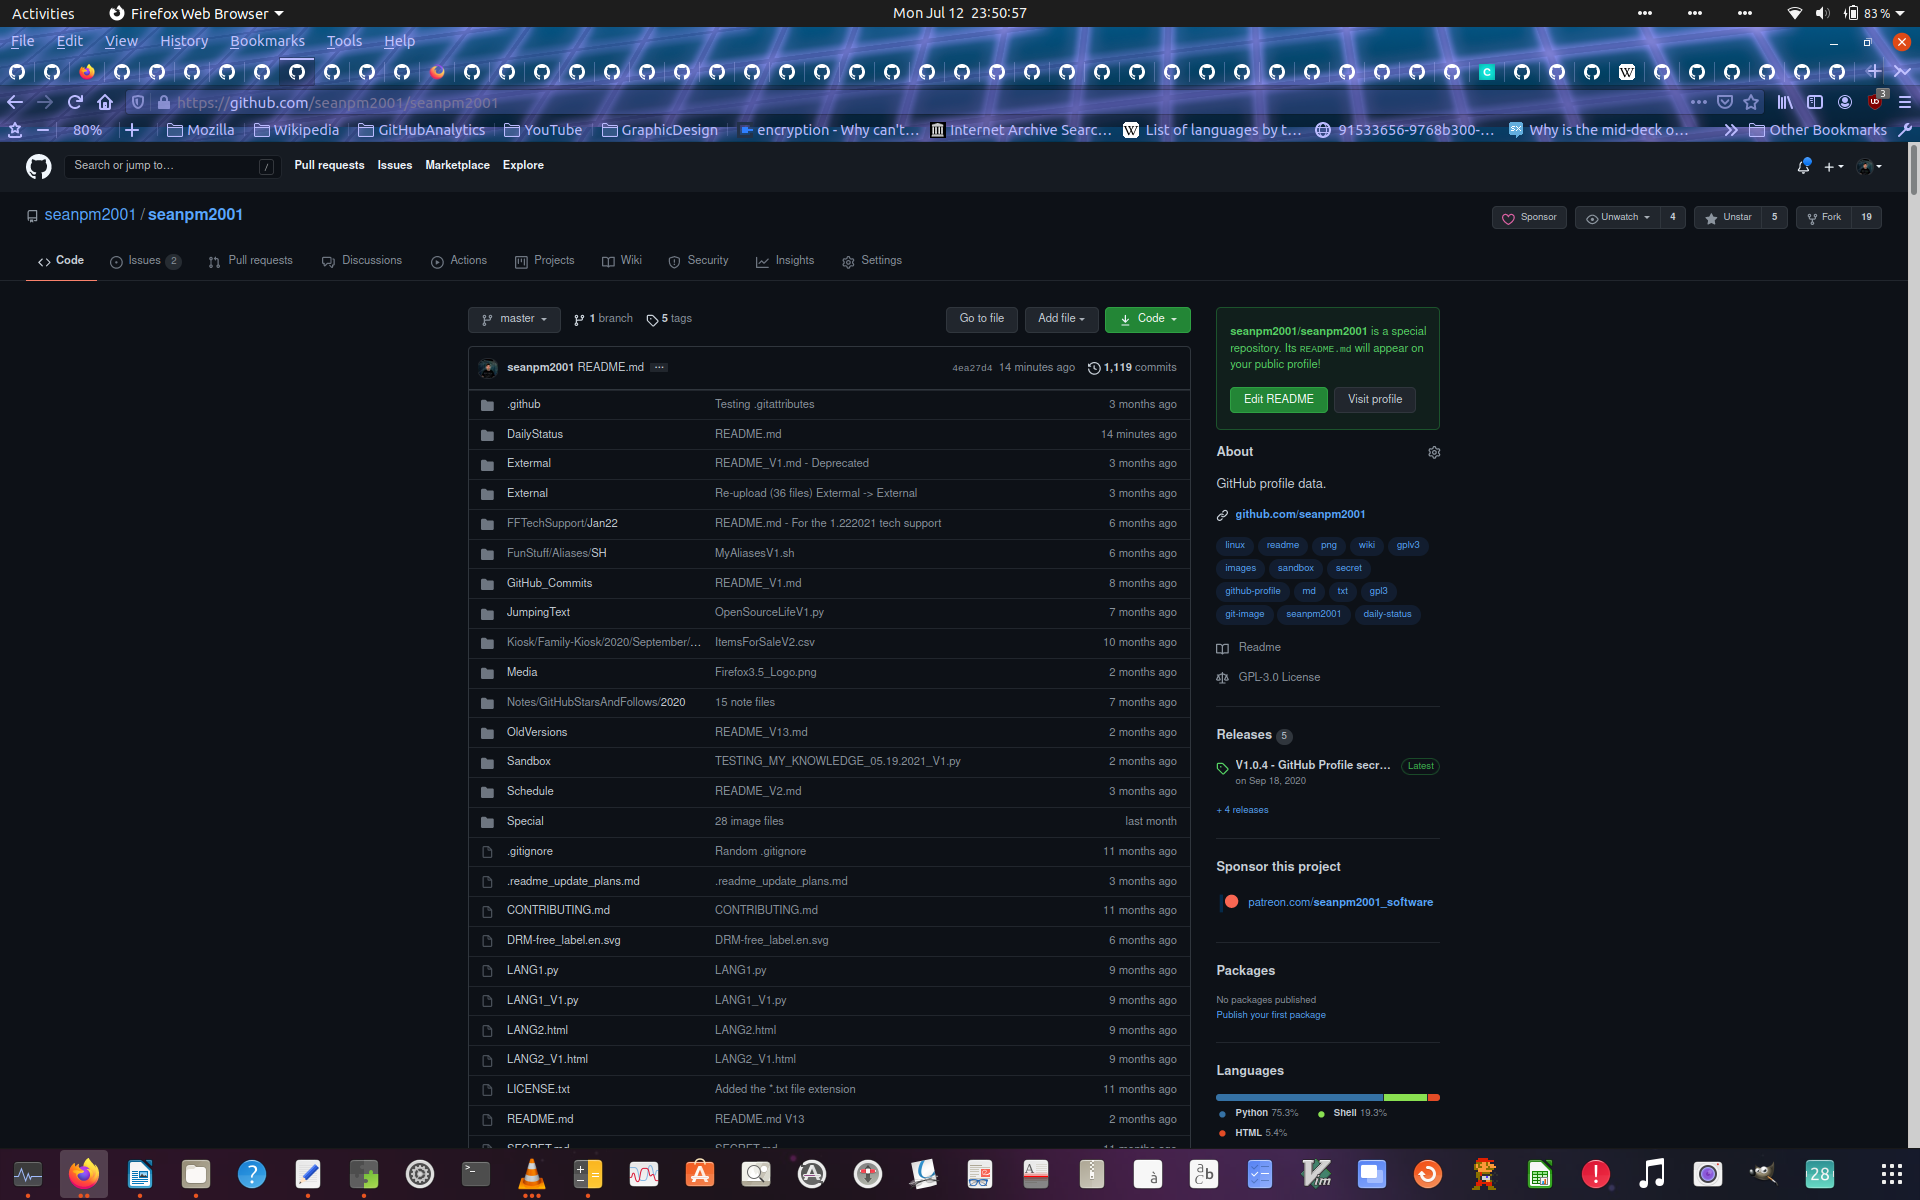 Activities
Firefox Web Browser
Mon Jul 12 23:50:57
83 %
File Edit View History Bookmarks Tools Help
https://github.com/seanpm2001/seanpm2001
3
80%
Mozilla
Wikipedia
GitHubAnalytics
YouTube
GraphicDesign
encryption - Why can't…
Internet Archive Searc…
List of languages by t…
91533656-9768b300-…
Why is the mid-deck o…
Other Bookmarks
Search or jump to… /
Pull requests Issues Marketplace Explore
seanpm2001 / seanpm2001
Sponsor
Unwatch 4
Unstar 5
Fork 19
Code
Issues 2
Pull requests
Discussions
Actions
Projects
Wiki
Security
Insights
Settings
master
1 branch
5 tags
Go to file
Add file
Code
seanpm2001 README.md ···
4ea27d4 14 minutes ago 1,119 commits
.github Testing .gitattributes 3 months ago
DailyStatus README.md 14 minutes ago
Extermal README_V1.md - Deprecated 3 months ago
External Re-upload (36 files) Extermal -> External 3 months ago
FFTechSupport/Jan22 README.md - For the 1.222021 tech support 6 months ago
FunStuff/Aliases/SH MyAliasesV1.sh 6 months ago
GitHub_Commits README_V1.md 8 months ago
JumpingText OpenSourceLifeV1.py 7 months ago
Kiosk/Family-Kiosk/2020/September/… ItemsForSaleV2.csv 10 months ago
Media Firefox3.5_Logo.png 2 months ago
Notes/GitHubStarsAndFollows/2020 15 note files 7 months ago
OldVersions README_V13.md 2 months ago
Sandbox TESTING_MY_KNOWLEDGE_05.19.2021_V1.py 2 months ago
Schedule README_V2.md 3 months ago
Special 28 image files last month
.gitignore Random .gitignore 11 months ago
.readme_update_plans.md .readme_update_plans.md 3 months ago
CONTRIBUTING.md CONTRIBUTING.md 11 months ago
DRM-free_label.en.svg DRM-free_label.en.svg 6 months ago
LANG1.py LANG1.py 9 months ago
LANG1_V1.py LANG1_V1.py 9 months ago
LANG2.html LANG2.html 9 months ago
LANG2_V1.html LANG2_V1.html 9 months ago
LICENSE.txt Added the *.txt file extension 11 months ago
README.md README.md V13 2 months ago
SECRET.md SECRET.md 11 months ago
seanpm2001/seanpm2001 is a special
repository. Its README.md will appear on
your public profile!
Edit README
Visit profile
About
GitHub profile data.
github.com/seanpm2001
linux readme png wiki gplv3
images sandbox secret
github-profile md txt gpl3
git-image seanpm2001 daily-status
Readme
GPL-3.0 License
Releases 5
V1.0.4 - GitHub Profile secr… Latest
on Sep 18, 2020
+ 4 releases
Sponsor this project
patreon.com/seanpm2001_software
Packages
No packages published
Publish your first package
Languages
Python 75.3% Shell 19.3%
HTML 5.4%
28